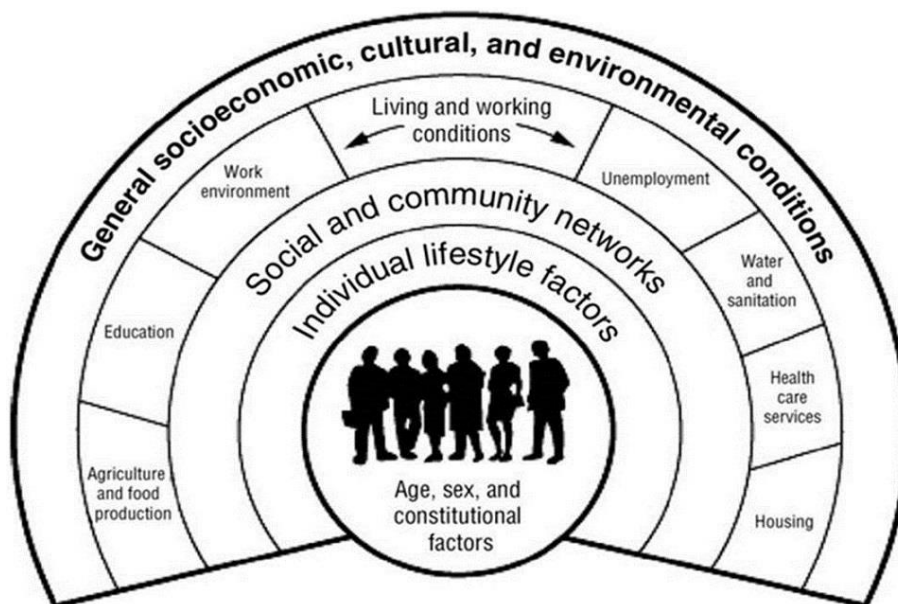 General socioeconomic, cultural, and environmental conditions
Living and working
conditions
Work
environment
Unemployment
Social and community networks
Water
and
sanitation
Individual lifestyle factors
Education
Health
care
services
Agriculture
and food
production
Age, sex, and
constitutional
factors
Housing